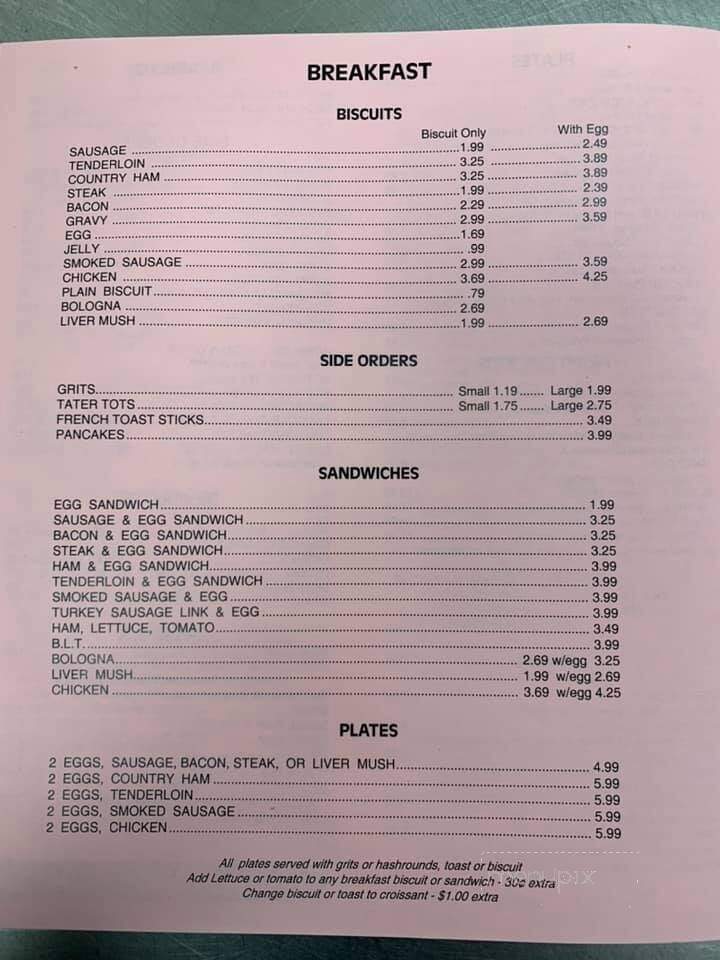 BREAKFAST
BISCUITS
Biscuit Only With Egg
SAUSAGE 1.99 2.49
TENDERLOIN 3.25 3.89
COUNTRY HAM 3.25 3.89
STEAK 1.99 2.39
BACON 2.29 2.99
GRAVY 2.99 3.59
EGG 1.69
JELLY .99
SMOKED SAUSAGE 2.99 3.59
CHICKEN 3.69 4.25
PLAIN BISCUIT .79
BOLOGNA 2.69
LIVER MUSH 1.99 2.69
SIDE ORDERS
GRITS Small 1.19 Large 1.99
TATER TOTS Small 1.75 Large 2.75
FRENCH TOAST STICKS 3.49
PANCAKES 3.99
SANDWICHES
EGG SANDWICH 1.99
SAUSAGE & EGG SANDWICH 3.25
BACON & EGG SANDWICH 3.25
STEAK & EGG SANDWICH 3.25
HAM & EGG SANDWICH 3.99
TENDERLOIN & EGG SANDWICH 3.99
SMOKED SAUSAGE & EGG 3.99
TURKEY SAUSAGE LINK & EGG 3.99
HAM, LETTUCE, TOMATO 3.49
B.L.T. 3.99
BOLOGNA 2.69 w/egg 3.25
LIVER MUSH 1.99 w/egg 2.69
CHICKEN 3.69 w/egg 4.25
PLATES
2 EGGS, SAUSAGE, BACON, STEAK, OR LIVER MUSH 4.99
2 EGGS, COUNTRY HAM 5.99
2 EGGS, TENDERLOIN 5.99
2 EGGS, SMOKED SAUSAGE 5.99
2 EGGS, CHICKEN 5.99
All plates served with grits or hashrounds, toast or biscuit
Add Lettuce or tomato to any breakfast biscuit or sandwich - 30¢ extra
Change biscuit or toast to croissant - $1.00 extra